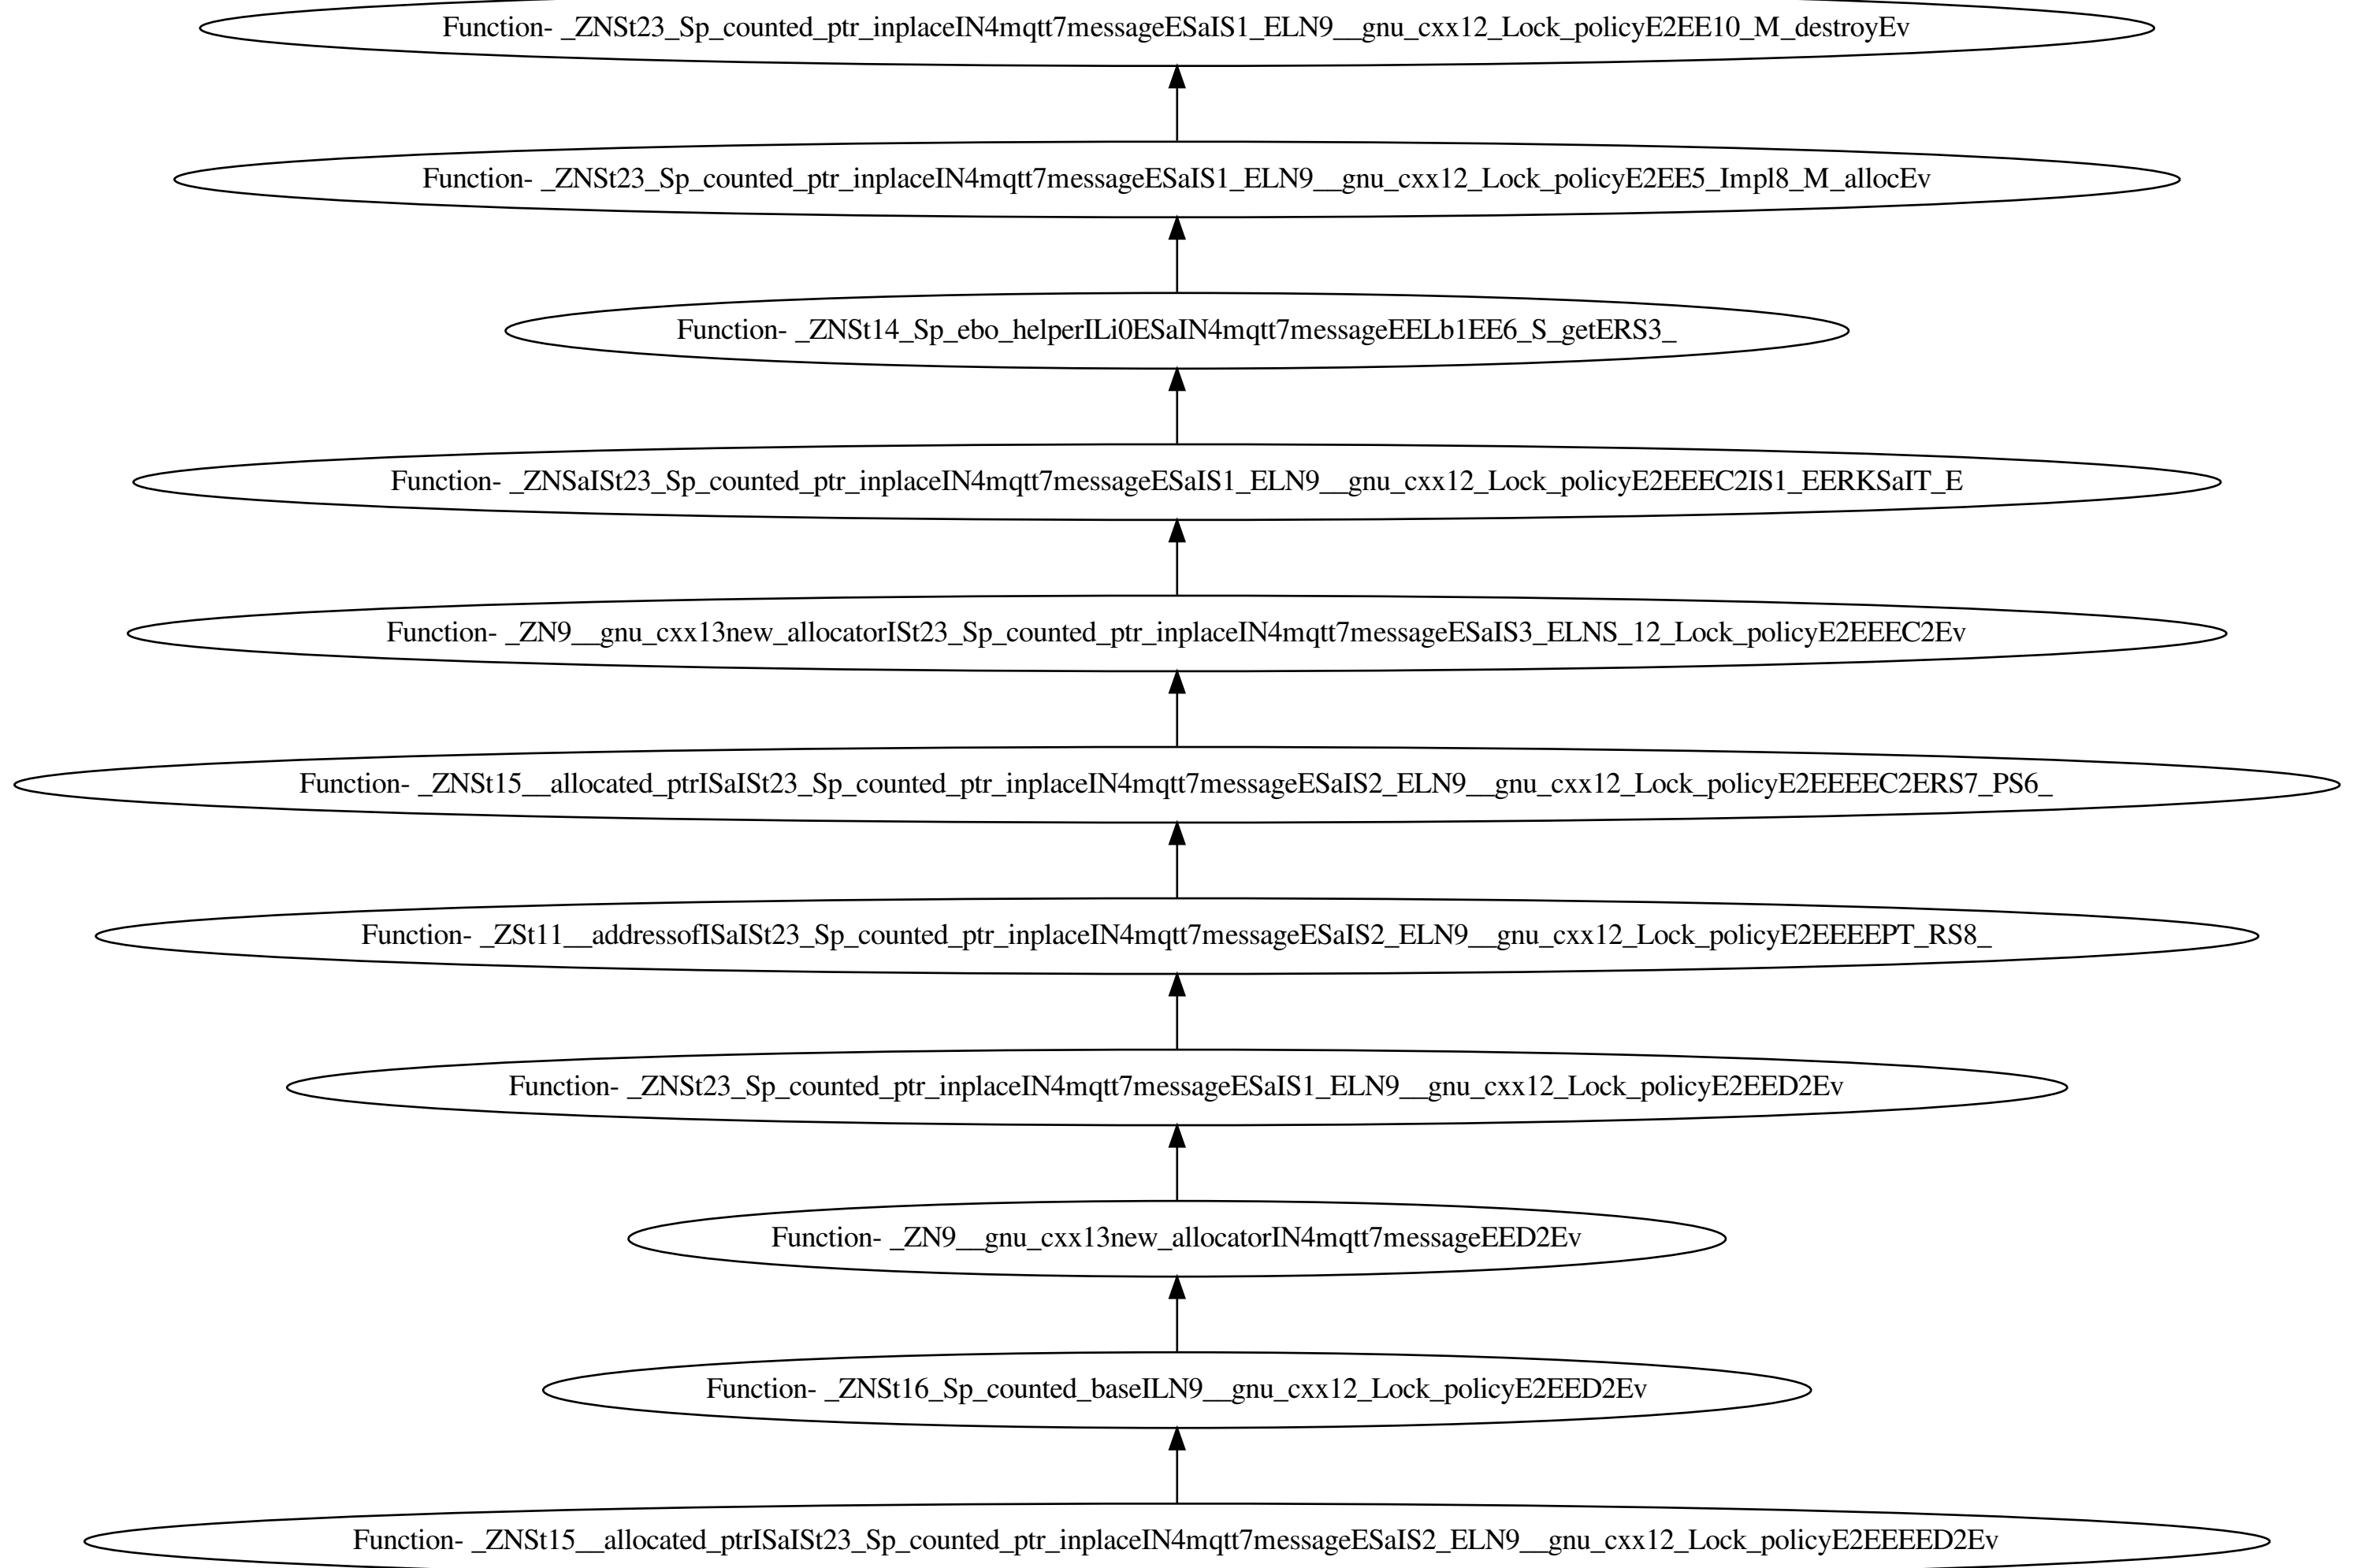 Function- _ZNSt23_Sp_counted_ptr_inplaceIN4mqtt7messageESaIS1_ELN9__gnu_cxx12_Lock_policyE2EE10_M_destroyEv
Function- _ZNSt23_Sp_counted_ptr_inplaceIN4mqtt7messageESaIS1_ELN9__gnu_cxx12_Lock_policyE2EE5_Impl8_M_allocEv
Function- _ZNSt14_Sp_ebo_helperILi0ESaIN4mqtt7messageEELb1EE6_S_getERS3_
Function- _ZNSaISt23_Sp_counted_ptr_inplaceIN4mqtt7messageESaIS1_ELN9__gnu_cxx12_Lock_policyE2EEEC2IS1_EERKSaIT_E
Function- _ZN9__gnu_cxx13new_allocatorISt23_Sp_counted_ptr_inplaceIN4mqtt7messageESaIS3_ELNS_12_Lock_policyE2EEEC2Ev
Function- _ZNSt15__allocated_ptrISaISt23_Sp_counted_ptr_inplaceIN4mqtt7messageESaIS2_ELN9__gnu_cxx12_Lock_policyE2EEEEC2ERS7_PS6_
Function- _ZSt11__addressofISaISt23_Sp_counted_ptr_inplaceIN4mqtt7messageESaIS2_ELN9__gnu_cxx12_Lock_policyE2EEEEPT_RS8_
Function- _ZNSt23_Sp_counted_ptr_inplaceIN4mqtt7messageESaIS1_ELN9__gnu_cxx12_Lock_policyE2EED2Ev
Function- _ZN9__gnu_cxx13new_allocatorIN4mqtt7messageEED2Ev
Function- _ZNSt16_Sp_counted_baseILN9__gnu_cxx12_Lock_policyE2EED2Ev
Function- _ZNSt15__allocated_ptrISaISt23_Sp_counted_ptr_inplaceIN4mqtt7messageESaIS2_ELN9__gnu_cxx12_Lock_policyE2EEEED2Ev